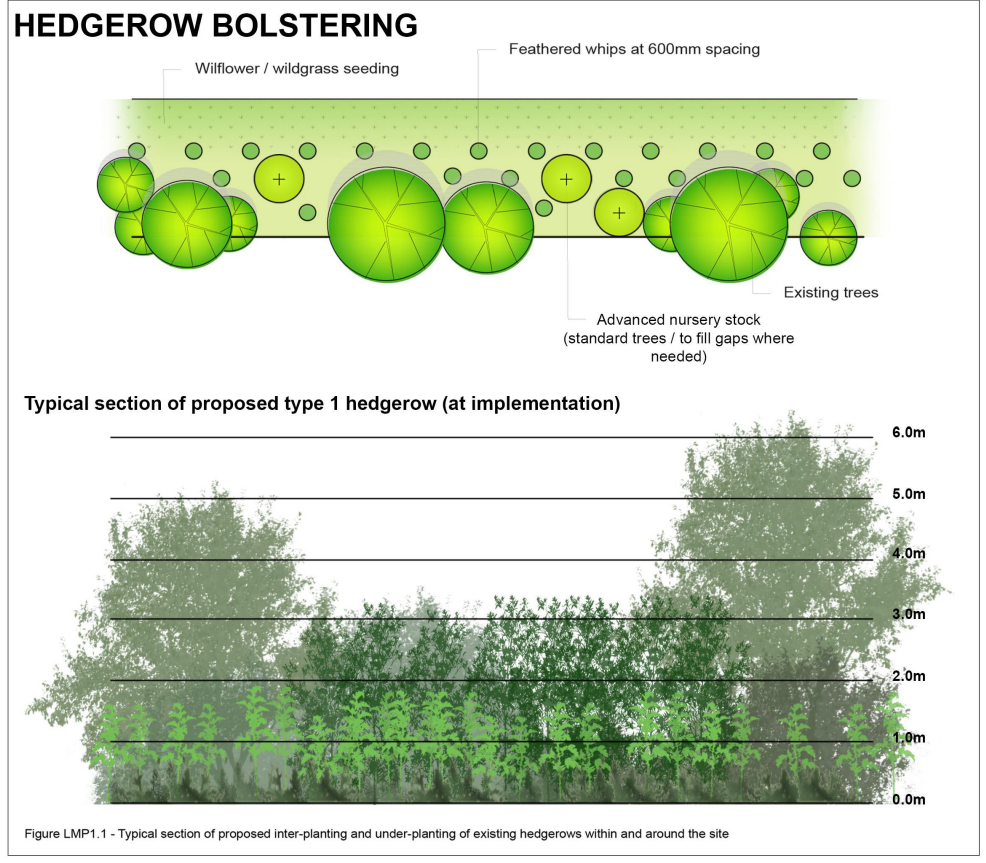 HEDGEROW BOLSTERING
Feathered whips at 600mm spacing
Wilflower / wildgrass seeding
Existing trees
Advanced nursery stock
(standard trees / to fill gaps where
needed)
Typical section of proposed type 1 hedgerow (at implementation)
6.0m
5.0m
4.0m
3.0m
2.0m
1.0m
0.0m
Figure LMP1.1 - Typical section of proposed inter-planting and under-planting of existing hedgerows within and around the site